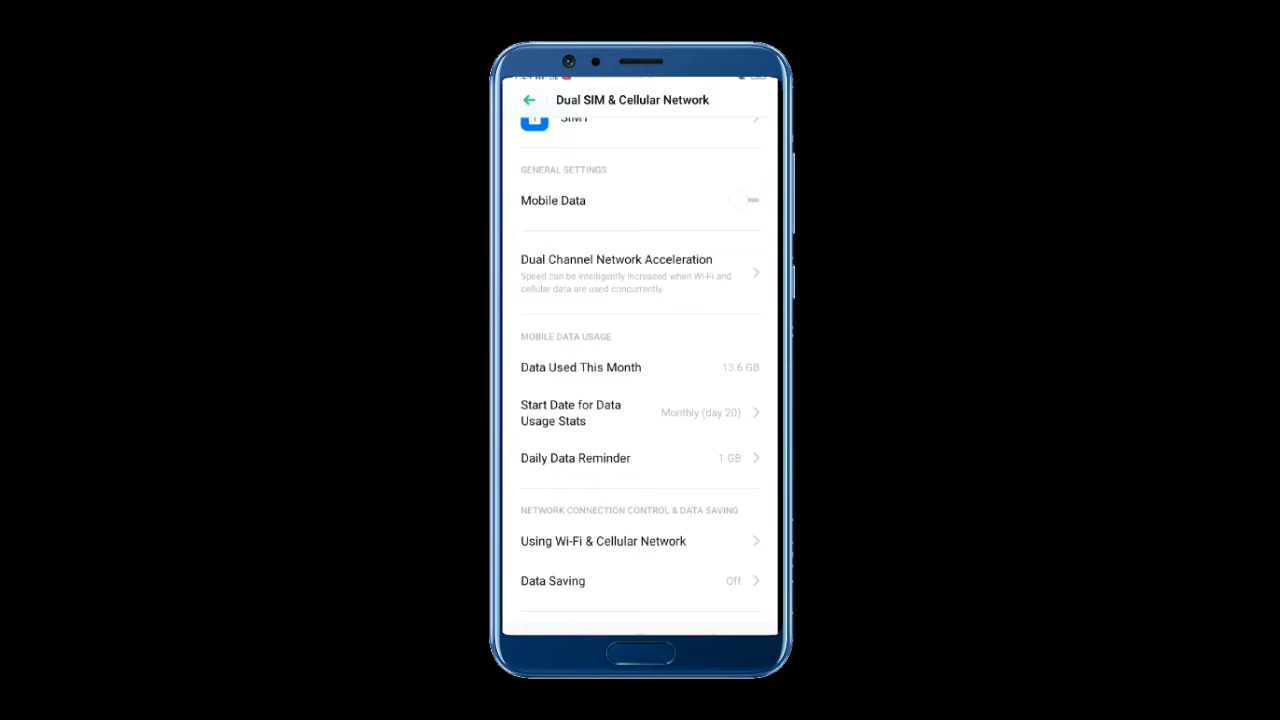 Dual SIM & Cellular Network
SIM1
GENERAL SETTINGS
Mobile Data
Dual Channel Network Acceleration
Speed can be intelligently increased when Wi-Fi and
cellular data are used concurrently.
MOBILE DATA USAGE
Data Used This Month 13.6 GB
Start Date for Data
Usage Stats Monthly (day 20)
Daily Data Reminder 1 GB
NETWORK CONNECTION CONTROL & DATA SAVING
Using Wi-Fi & Cellular Network
Data Saving Off